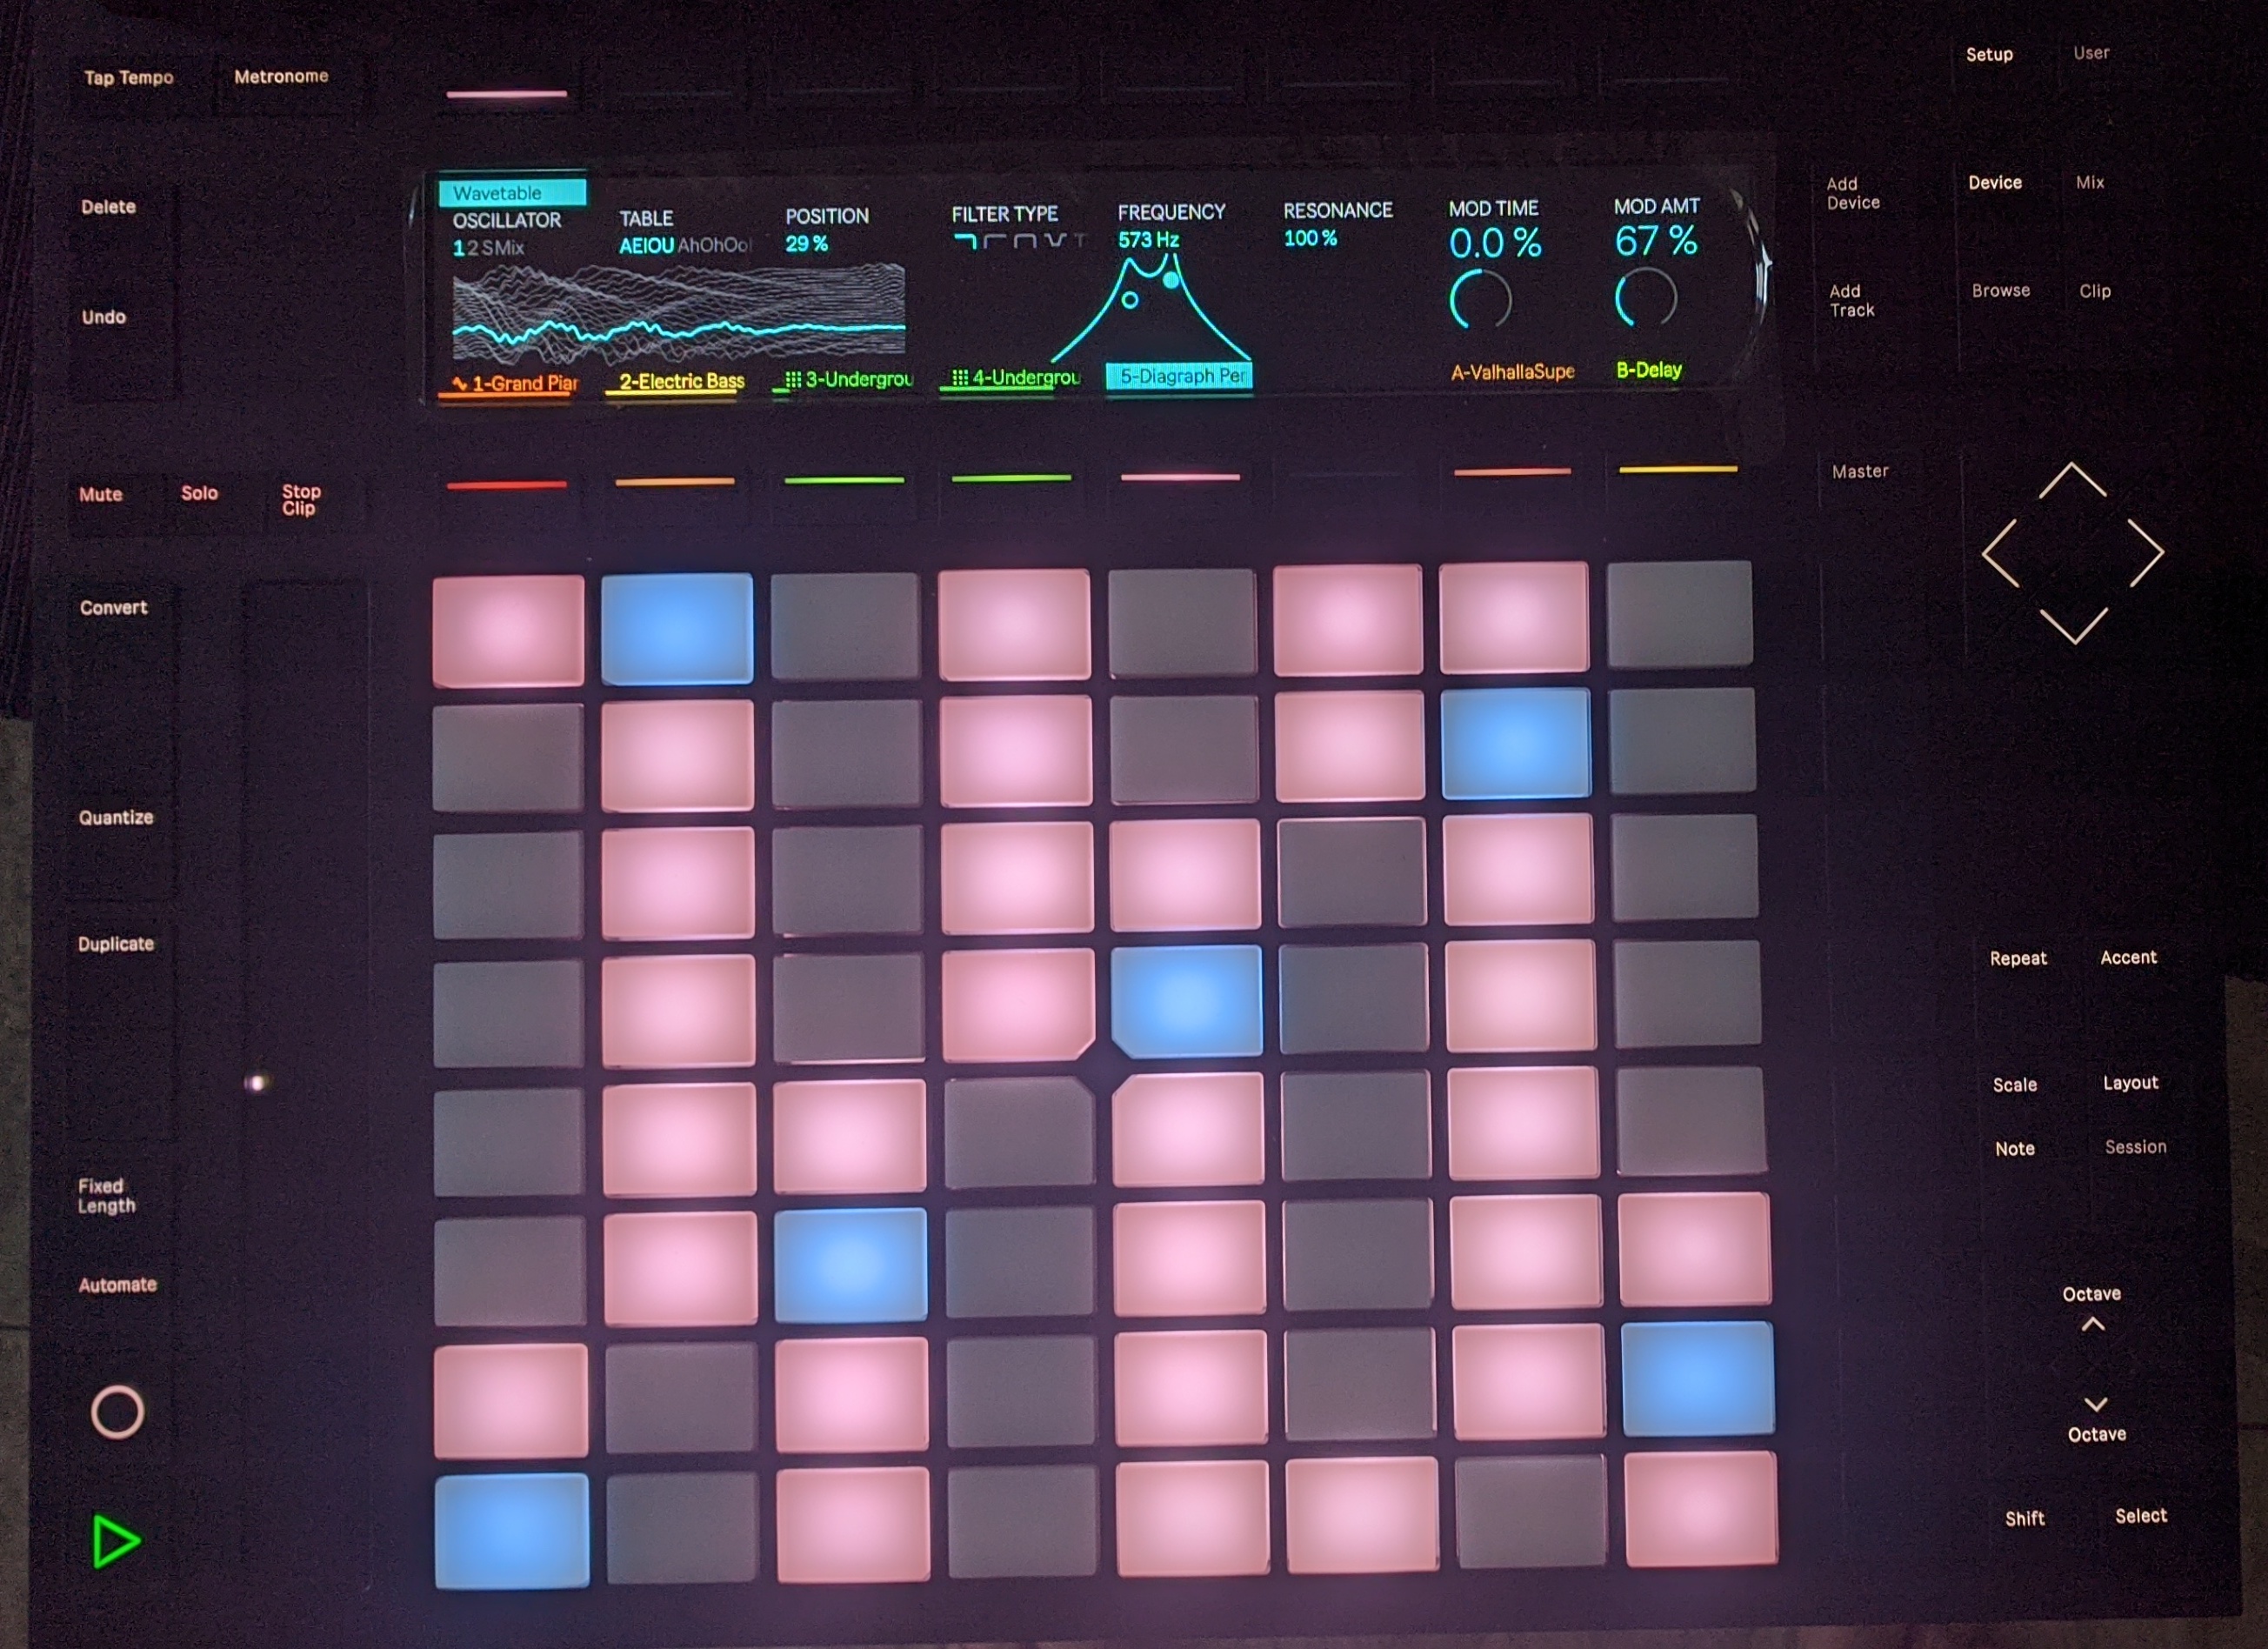 Tap Tempo
Metronome
Setup
User
Delete
Wavetable
OSCILLATOR
TABLE
POSITION
FILTER TYPE
FREQUENCY
RESONANCE
MOD TIME
MOD AMT
12SMix
AEIOU AhOhOo
29 %
573 Hz
100 %
0.0 %
67 %
Add
Device
Device
Mix
Undo
Add
Track
Browse
Clip
1-Grand Piar
2-Electric Bass
3-Undergrou
4-Undergrou
5-Diagraph Per
A-ValhallaSupe
B-Delay
Mute
Solo
Stop
Clip
Master
Convert
Quantize
Duplicate
Repeat
Accent
Scale
Layout
Note
Session
Fixed
Length
Automate
Octave
Octave
Shift
Select